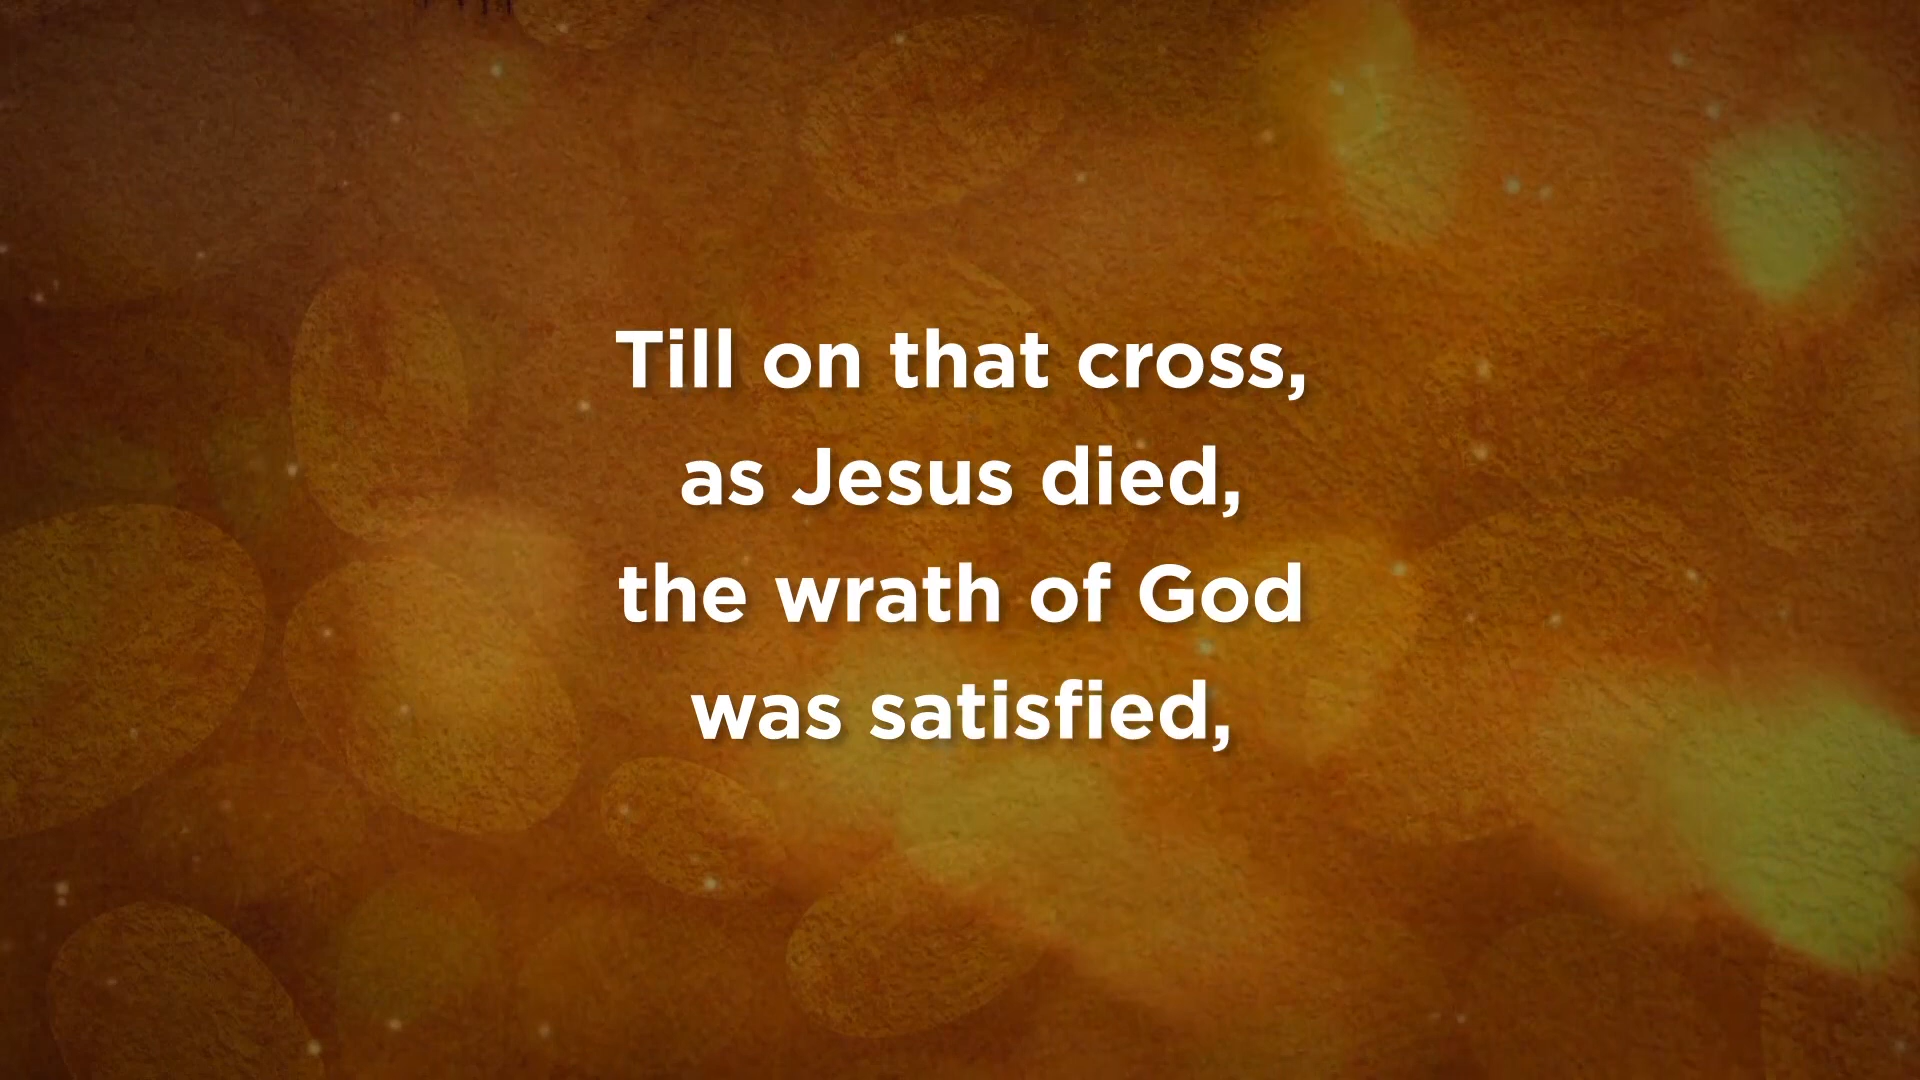 Till on that cross,
as Jesus died,
the wrath of God
was satisfied,